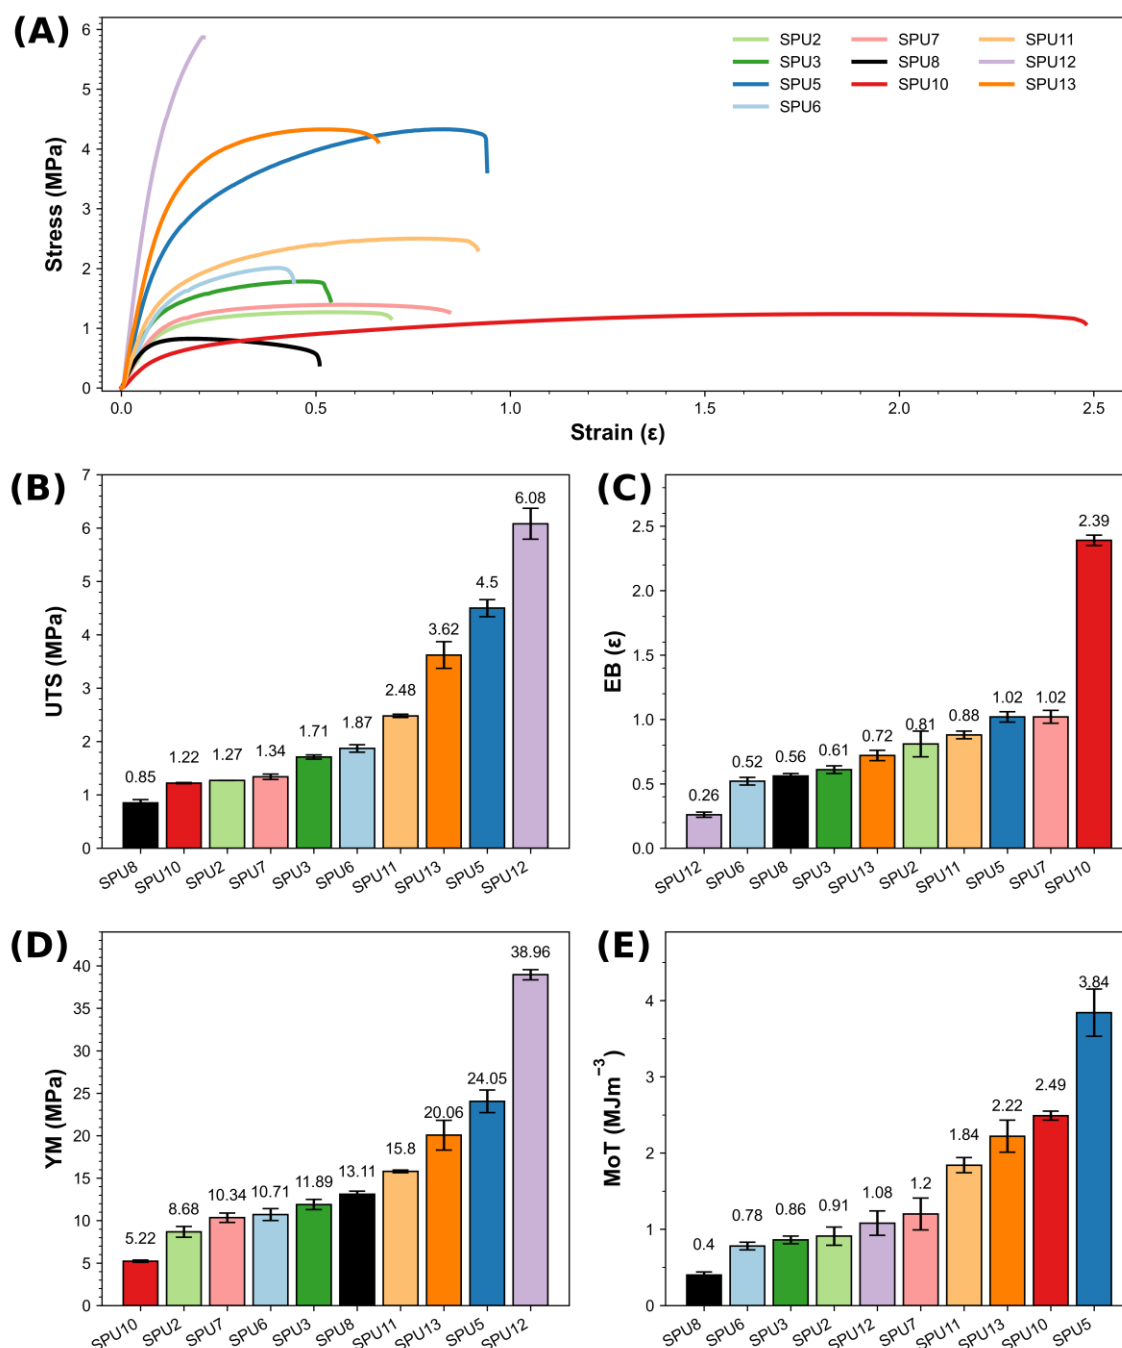 (A)
6
5
4
3
2
1
0
Stress (MPa)
SPU2
SPU3
SPU5
SPU6
SPU7
SPU8
SPU10
SPU11
SPU12
SPU13
0.0 0.5 1.0 1.5 2.0 2.5
Strain (ε)
(B)
7
6
5
4
3
2
1
0
UTS (MPa)
0.85 1.22 1.27 1.34 1.71 1.87 2.48 3.62 4.5 6.08
SPU8 SPU10 SPU2 SPU7 SPU3 SPU6 SPU11 SPU13 SPU5 SPU12
(C)
2.5
2.0
1.5
1.0
0.5
0.0
EB (ε)
0.26 0.52 0.56 0.61 0.72 0.81 0.88 1.02 1.02 2.39
SPU12 SPU6 SPU8 SPU3 SPU13 SPU2 SPU11 SPU5 SPU7 SPU10
(D)
40
35
30
25
20
15
10
5
0
YM (MPa)
5.22 8.68 10.34 10.71 11.89 13.11 15.8 20.06 24.05 38.96
SPU10 SPU2 SPU7 SPU6 SPU3 SPU8 SPU11 SPU13 SPU5 SPU12
(E)
4
3
2
1
0
MoT (MJm⁻³)
0.4 0.78 0.86 0.91 1.08 1.2 1.84 2.22 2.49 3.84
SPU8 SPU6 SPU3 SPU2 SPU12 SPU7 SPU11 SPU13 SPU10 SPU5